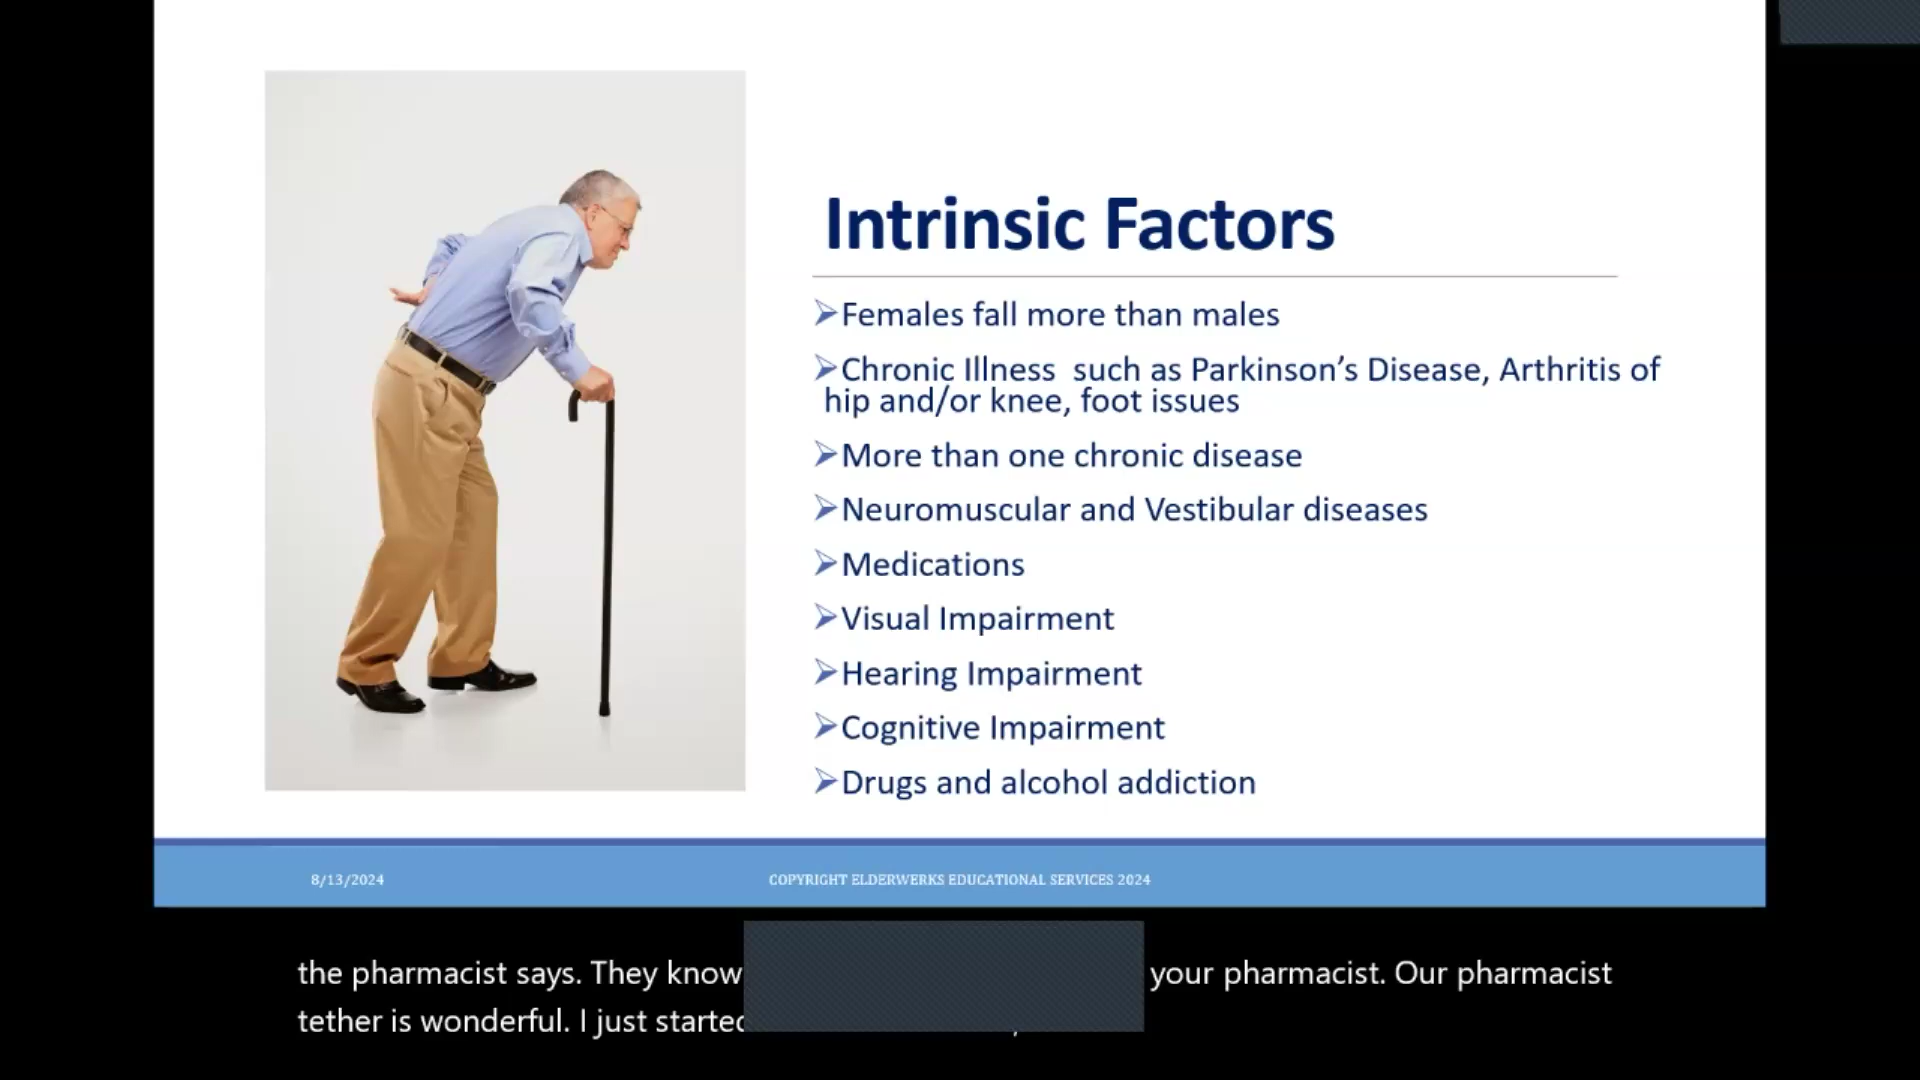 Intrinsic Factors
➢Females fall more than males
➢Chronic Illness  such as Parkinson’s Disease, Arthritis of
hip and/or knee, foot issues
➢More than one chronic disease
➢Neuromuscular and Vestibular diseases
➢Medications
➢Visual Impairment
➢Hearing Impairment
➢Cognitive Impairment
➢Drugs and alcohol addiction
8/13/2024
COPYRIGHT ELDERWERKS EDUCATIONAL SERVICES 2024
the pharmacist says. They know your pharmacist. Our pharmacist
tether is wonderful. I just